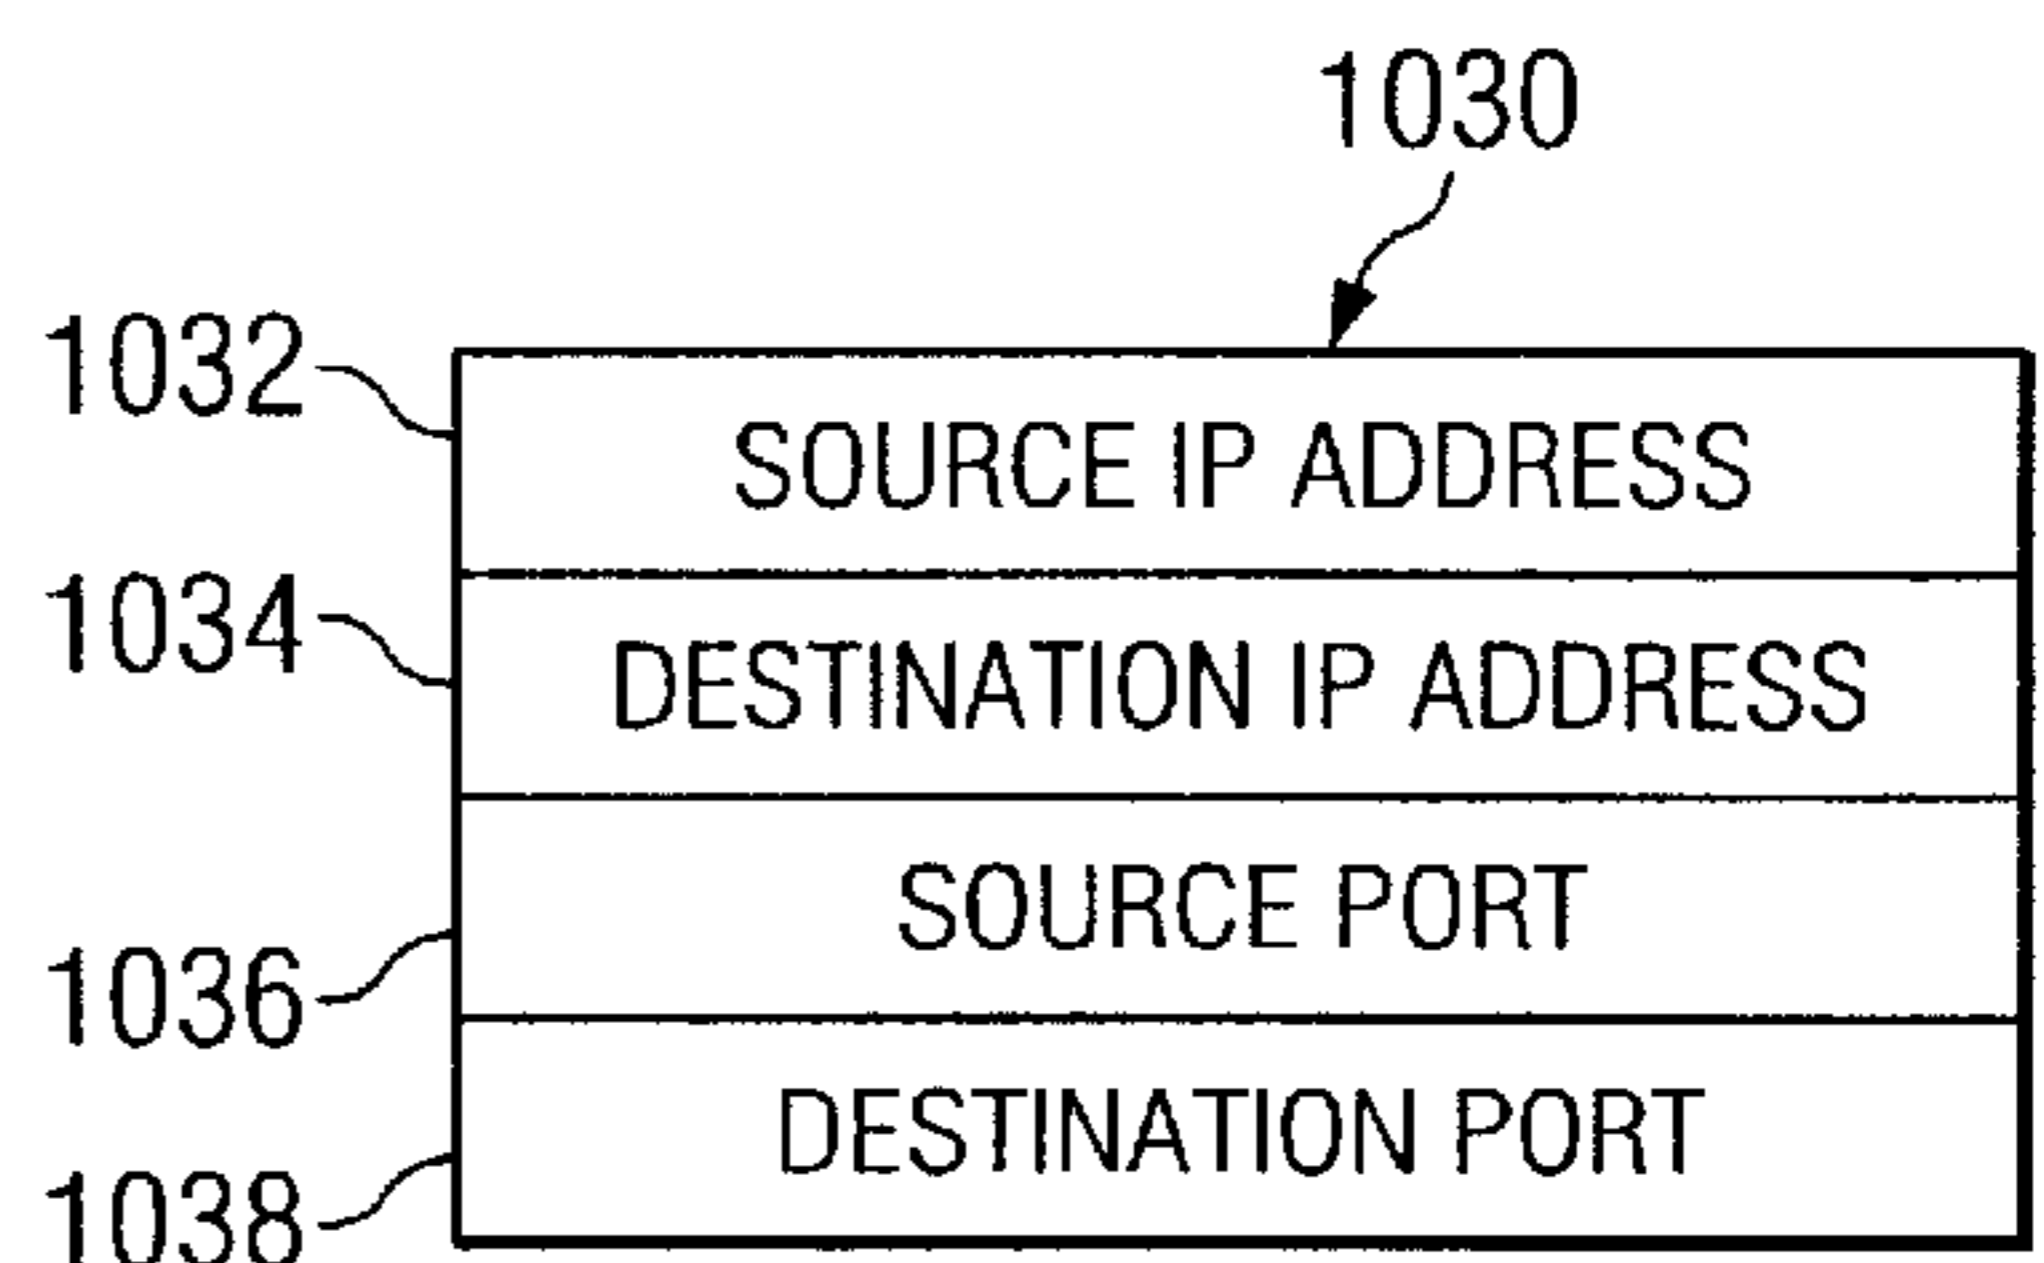 1030
1032
SOURCE IP ADDRESS
1034
DESTINATION IP ADDRESS
SOURCE PORT
1036
DESTINATION PORT
1038